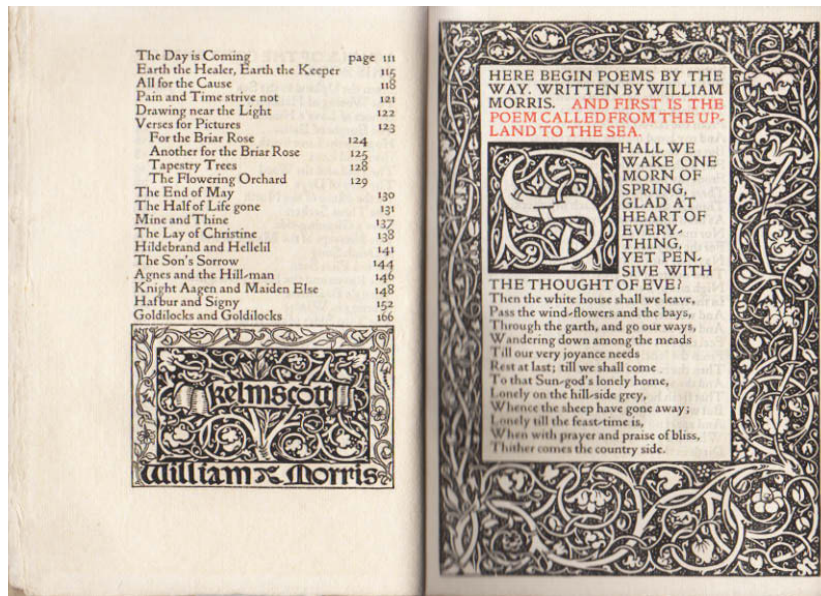 The Day is Coming page 111
Earth the Healer, Earth the Keeper 115
All for the Cause 118
Pain and Time strive not 121
Drawing near the Light 122
Verses for Pictures 123
For the Briar Rose 124
Another for the Briar Rose 125
Tapestry Trees 128
The Flowering Orchard 129
The End of May 130
The Half of Life gone 131
Mine and Thine 137
The Lay of Christine 138
Hildebrand and Hellelil 141
The Son's Sorrow 144
Agnes and the Hill-man 146
Knight Aagen and Maiden Else 148
Hafbur and Signy 152
Goldilocks and Goldilocks 166
kelmscott
William Morris
HERE BEGIN POEMS BY THE
WAY. WRITTEN BY WILLIAM
MORRIS. AND FIRST IS THE
POEM CALLED FROM THE UP-
LAND TO THE SEA.
SHALL WE
WAKE ONE
MORN OF
SPRING,
GLAD AT
HEART OF
EVERY-
THING,
YET PEN-
SIVE WITH
THE THOUGHT OF EVE?
Then the white house shall we leave,
Pass the wind-flowers and the bays,
Through the garth, and go our ways,
Wandering down among the meads
Till our very joyance needs
Rest at last; till we shall come
To that Sun-god's lonely home,
Lonely on the hill-side grey,
Whence the sheep have gone away;
Lonely till the feast-time is,
When with prayer and praise of bliss,
Thither comes the country side.